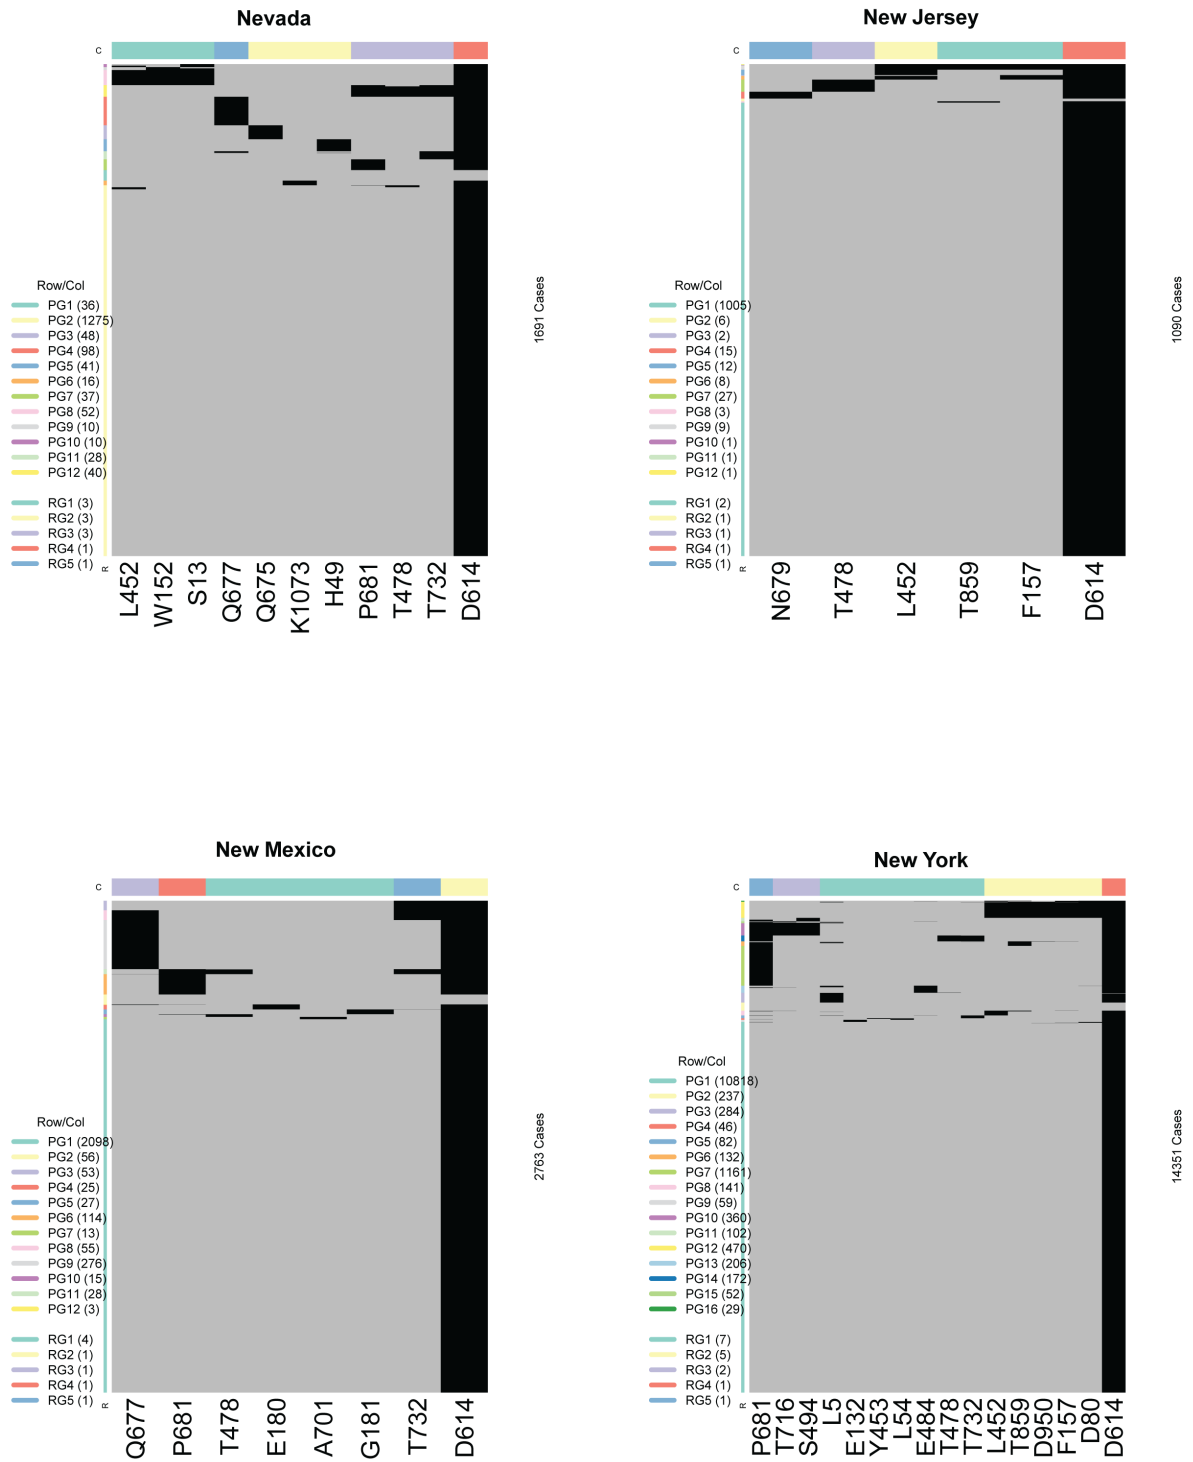 Nevada
C
Row/Col
PG1 (36)
PG2 (1275)
PG3 (48)
PG4 (98)
PG5 (41)
PG6 (16)
PG7 (37)
PG8 (52)
PG9 (10)
PG10 (10)
PG11 (28)
PG12 (40)
RG1 (3)
RG2 (3)
RG3 (3)
RG4 (1)
RG5 (1)
R
L452
W152
S13
Q677
Q675
K1073
H49
P681
T478
T732
D614
1691 Cases
New Jersey
C
Row/Col
PG1 (1005)
PG2 (6)
PG3 (2)
PG4 (15)
PG5 (12)
PG6 (8)
PG7 (27)
PG8 (3)
PG9 (9)
PG10 (1)
PG11 (1)
PG12 (1)
RG1 (2)
RG2 (1)
RG3 (1)
RG4 (1)
RG5 (1)
R
N679
T478
L452
T859
F157
D614
1090 Cases
New Mexico
C
Row/Col
PG1 (2098)
PG2 (56)
PG3 (53)
PG4 (25)
PG5 (27)
PG6 (114)
PG7 (13)
PG8 (55)
PG9 (276)
PG10 (15)
PG11 (28)
PG12 (3)
RG1 (4)
RG2 (1)
RG3 (1)
RG4 (1)
RG5 (1)
R
Q677
P681
T478
E180
A701
G181
T732
D614
2763 Cases
New York
C
Row/Col
PG1 (10818)
PG2 (237)
PG3 (284)
PG4 (46)
PG5 (82)
PG6 (132)
PG7 (1161)
PG8 (141)
PG9 (59)
PG10 (360)
PG11 (102)
PG12 (470)
PG13 (206)
PG14 (172)
PG15 (52)
PG16 (29)
RG1 (7)
RG2 (5)
RG3 (2)
RG4 (1)
RG5 (1)
R
P681
T716
S494
L5
E132
Y453
L54
E484
T478
T732
L452
T859
D950
F157
D80
D614
14351 Cases